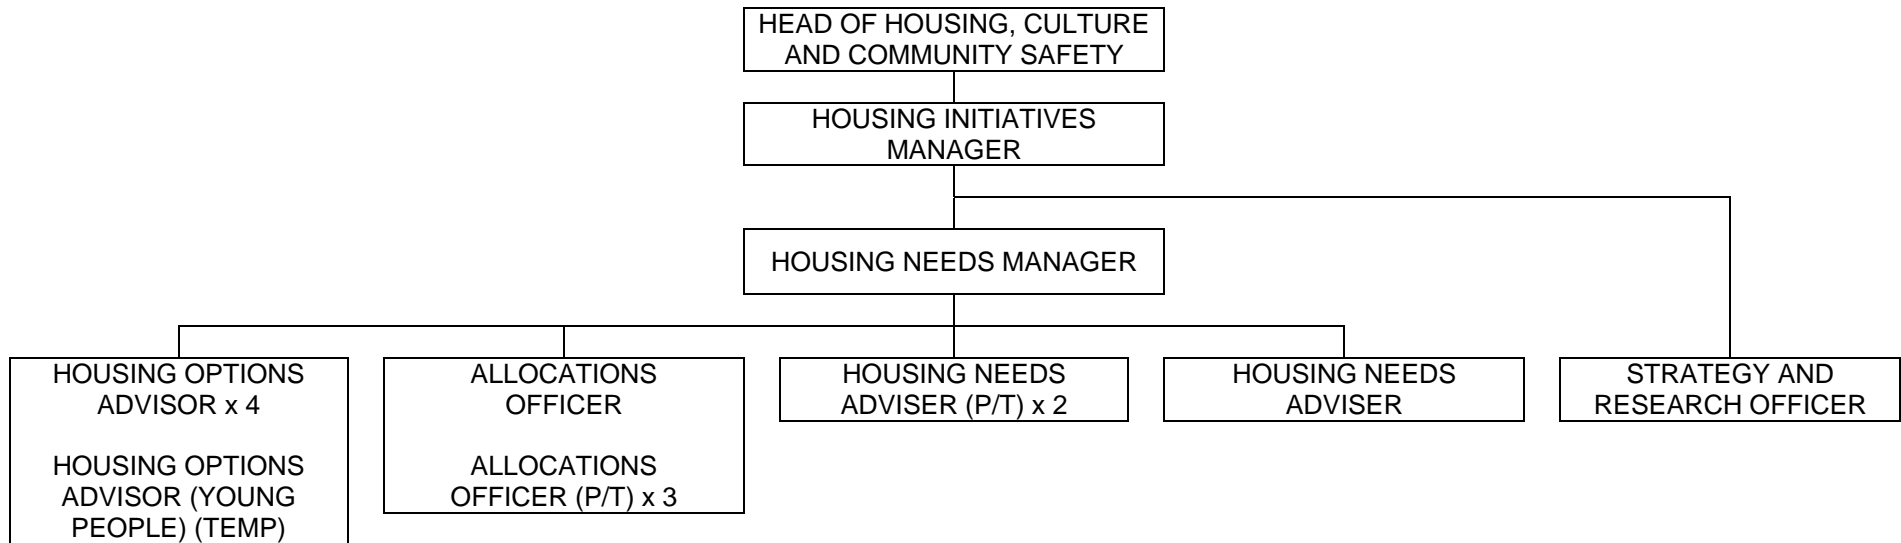 HEAD OF HOUSING, CULTURE
AND COMMUNITY SAFETY
HOUSING INITIATIVES
MANAGER
HOUSING NEEDS MANAGER
HOUSING OPTIONS
ADVISOR x 4
HOUSING OPTIONS
ADVISOR (YOUNG
PEOPLE) (TEMP)
ALLOCATIONS
OFFICER
ALLOCATIONS
OFFICER (P/T) x 3
HOUSING NEEDS
ADVISER (P/T) x 2
HOUSING NEEDS
ADVISER
STRATEGY AND
RESEARCH OFFICER